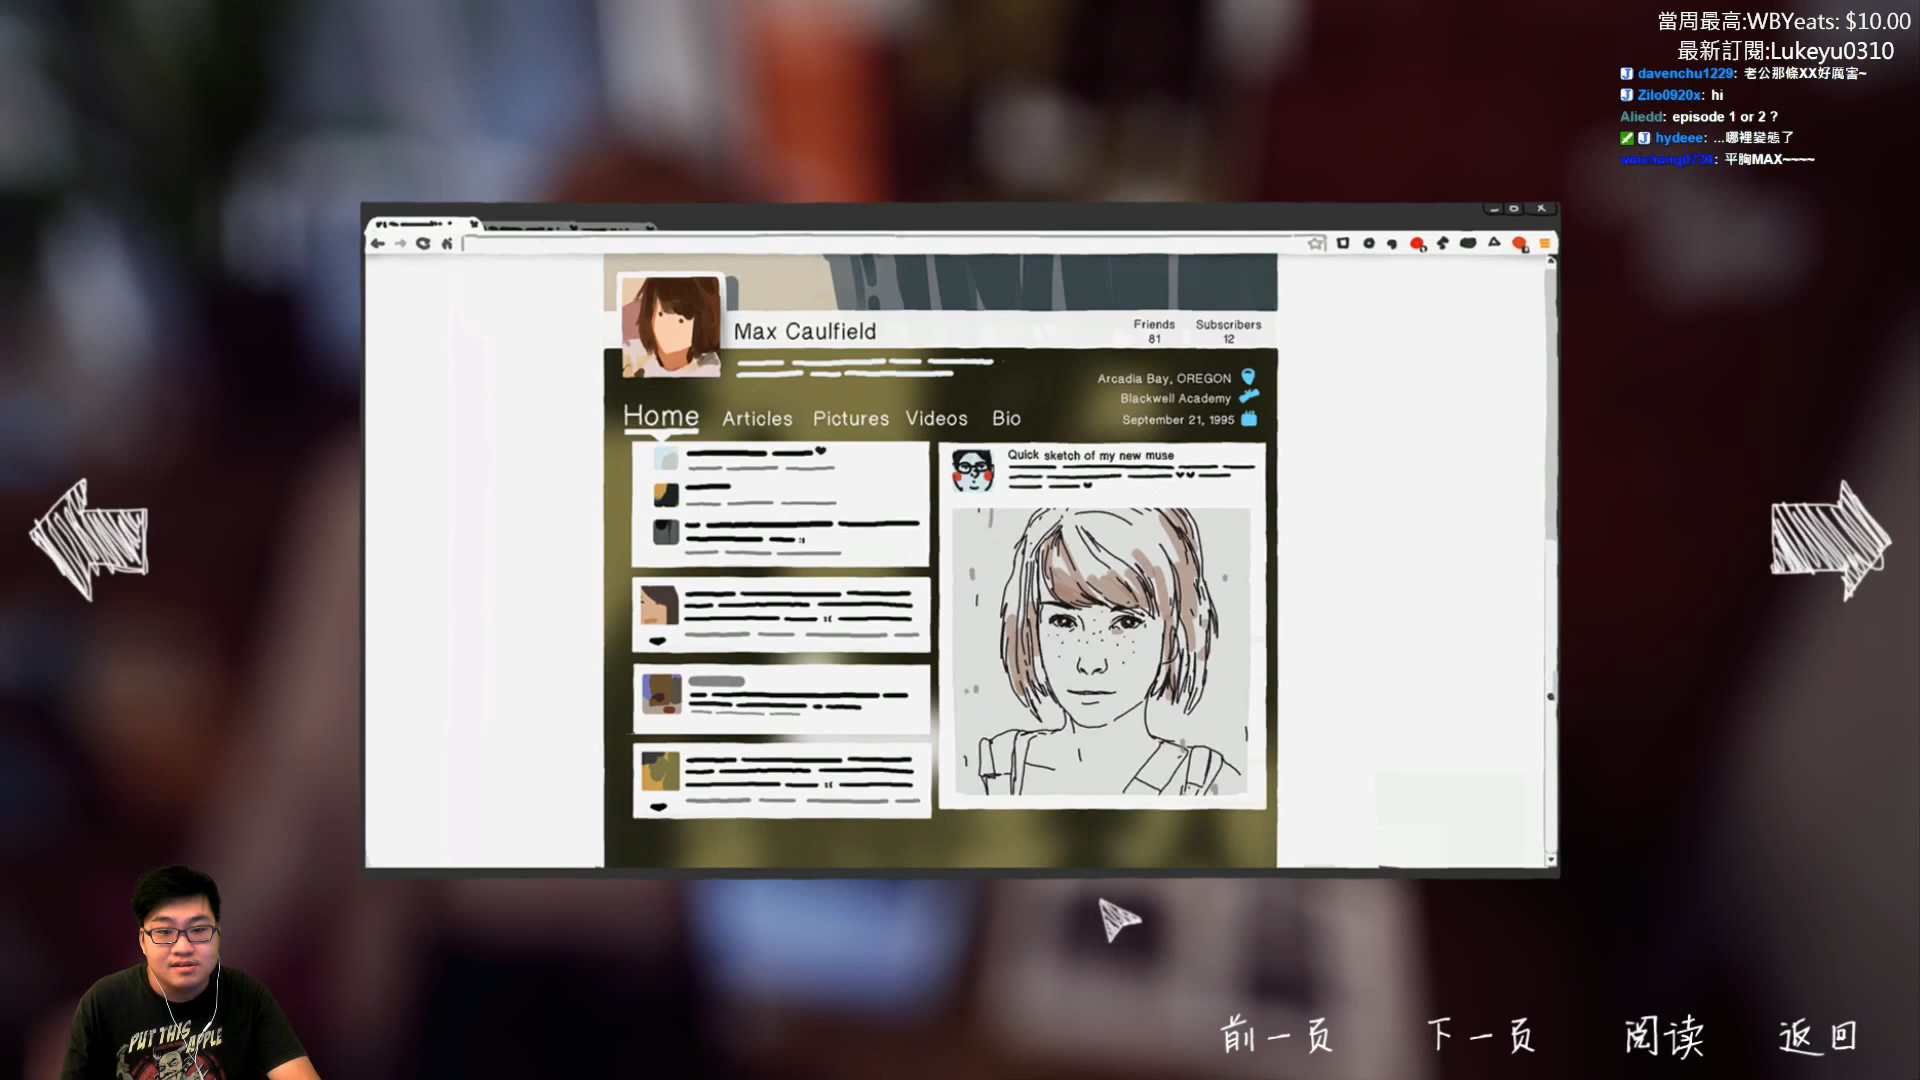 當周最高:WBYeats: $10.00
最新訂閱:Lukeyu0310
davenchu1229: 老公那條XX好厲害~
Zilo0920x: hi
Aliedd: episode 1 or 2 ?
hydeee: ...哪裡變態了
平胸MAX~~~~
Max Caulfield
Friends
81
Subscribers
12
Arcadia Bay, OREGON
Blackwell Academy
September 21, 1995
Home
Articles
Pictures
Videos
Bio
Quick sketch of my new muse
PUT THIS
APPLE
前一页
下一页
阅读
返回